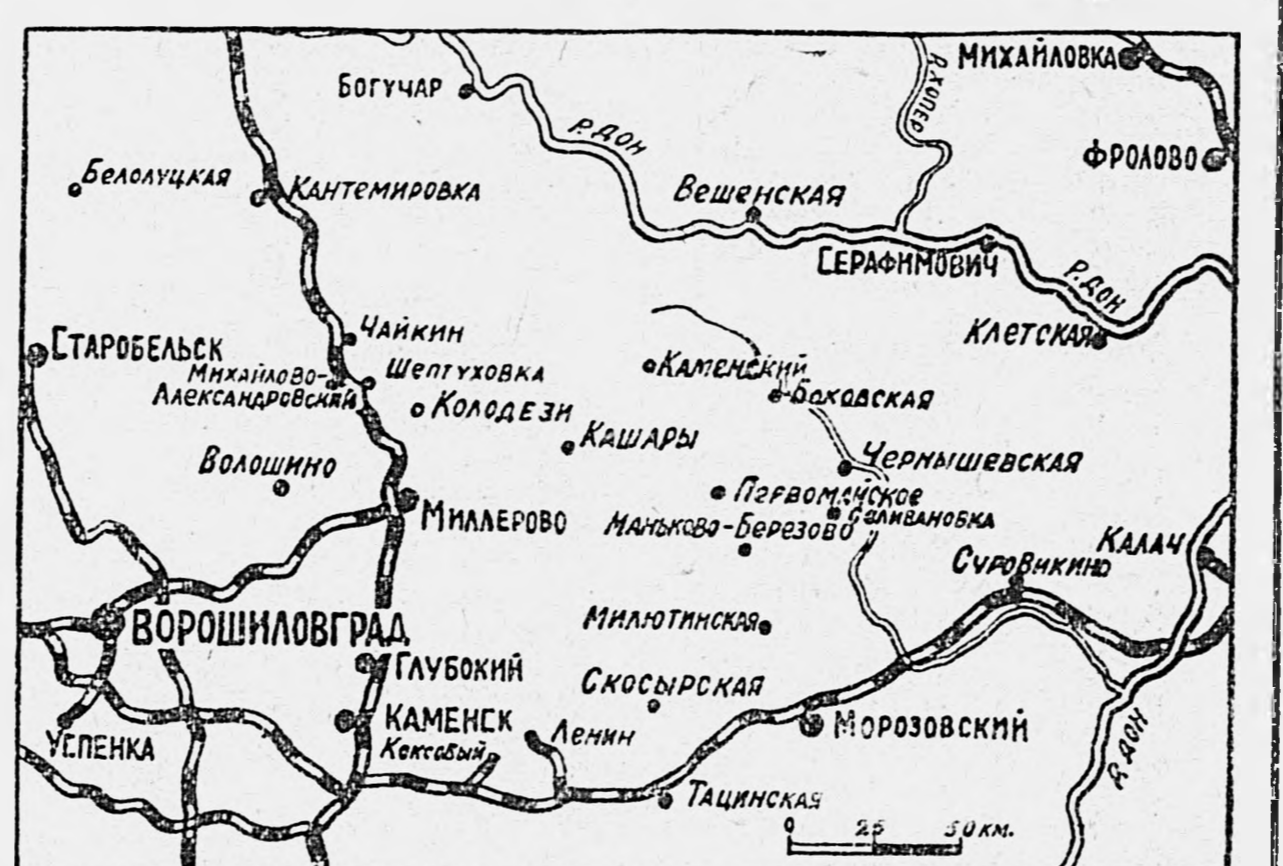 МИХАЙЛОВКА
БОГУЧАР
Р. ХОПЕР
Р. ДОН
ФРОЛОВО
БЕЛОЛУЦКАЯ
КАНТЕМИРОВКА
ВЕШЕНСКАЯ
СЕРАФИМОВИЧ
Р. ДОН
ЧАЙКИН
КЛЕТСКАЯ
СТАРОБЕЛЬСК
МИХАЙЛОВО-
АЛЕКСАНДРОВСКИЙ
ШЕПТУХОВКА
КАМЕНСКИЙ
БОКОВСКАЯ
КОЛОДЕЗИ
КАШАРЫ
ВОЛОШИНО
ЧЕРНЫШЕВСКАЯ
ПЕРВОМАЙСКОЕ
МИЛЛЕРОВО
СЕЛИВАНОВКА
МАНЬКОВО-БЕРЕЗОВО
КАЛАЧ
СУРОВИКИНО
ВОРОШИЛОВГРАД
МИЛЮТИНСКАЯ
ГЛУБОКИЙ
СКОСЫРСКАЯ
КАМЕНСК
ЛЕНИН
МОРОЗОВСКИЙ
Р. ДОН
УСПЕНКА
Коксовый
ТАЦИНСКАЯ
0 25 50 КМ.